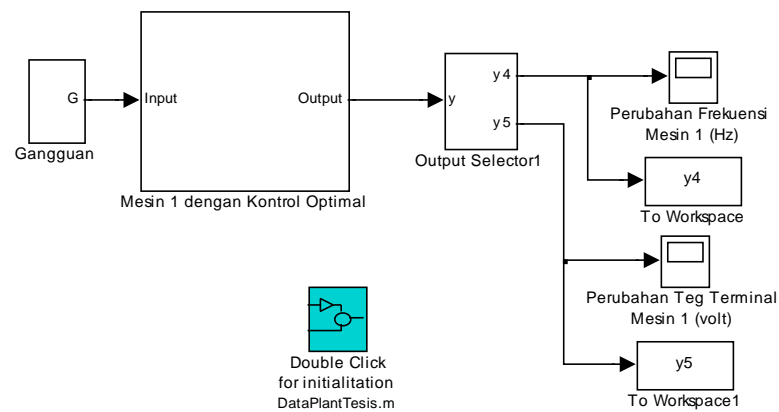 G
Gangguan
Input
Output
Mesin 1 dengan Kontrol Optimal
y
y4
y5
Output Selector1
Perubahan Frekuensi
Mesin 1 (Hz)
y4
To Workspace
Perubahan Teg Terminal
Mesin 1 (volt)
y5
To Workspace1
Double Click
for initialitation
DataPlantTesis.m